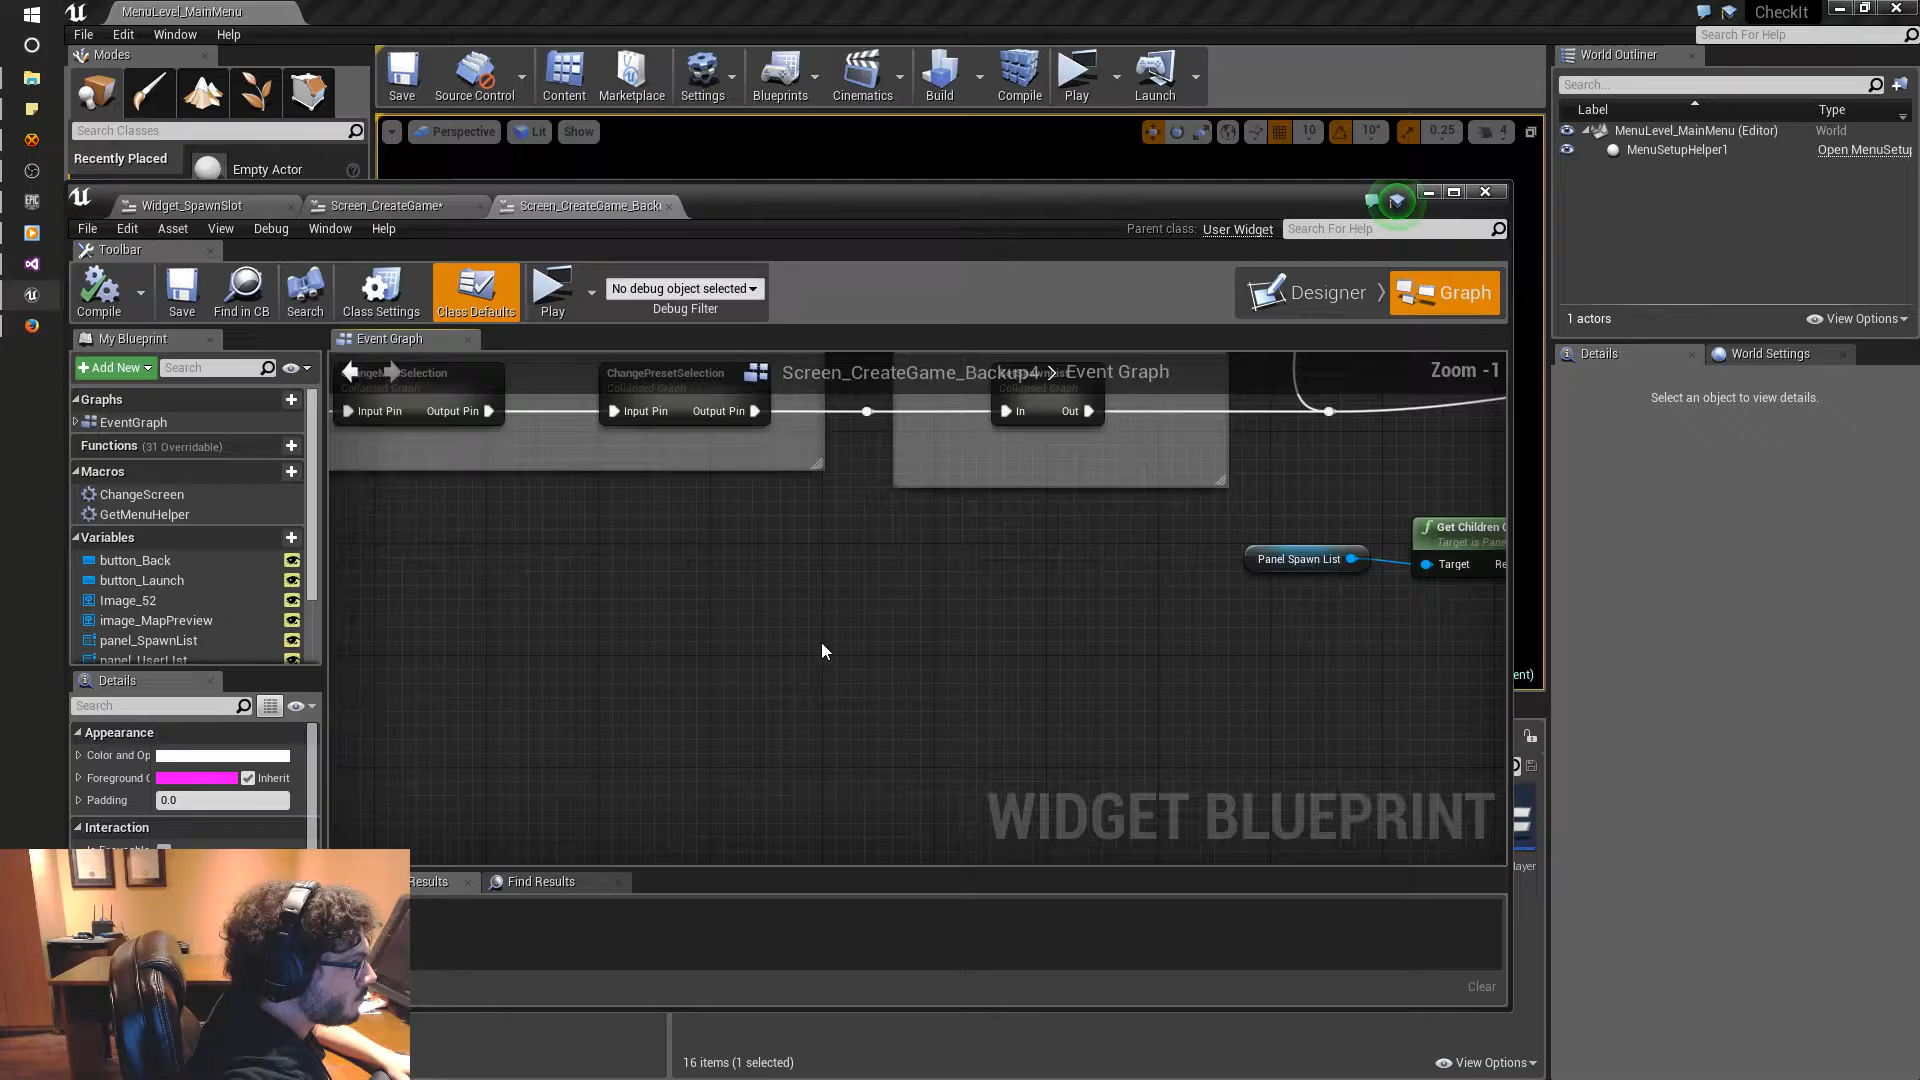 MenuLevel_MainMenu
CheckIt
File Edit Window Help
Search For Help
Modes
Search Classes
Recently Placed
Empty Actor
Save
Source Control
Content
Marketplace
Settings
Blueprints
Cinematics
Build
Compile
Play
Launch
Perspective
Lit
Show
10
10°
0.25
4
World Outliner
Search...
Label
Type
MenuLevel_MainMenu (Editor)
World
MenuSetupHelper1
Open MenuSetup
1 actors
View Options
Details
World Settings
Select an object to view details.
Widget_SpawnSlot
Screen_CreateGame*
Screen_CreateGame_Back
File Edit Asset View Debug Window Help
Parent class: User Widget
Search For Help
Toolbar
Compile
Save
Find in CB
Search
Class Settings
Class Defaults
Play
No debug object selected
Debug Filter
Designer
Graph
My Blueprint
Add New
Search
Graphs
EventGraph
Functions (31 Overridable)
Macros
ChangeScreen
GetMenuHelper
Variables
button_Back
button_Launch
Image_52
image_MapPreview
panel_SpawnList
panel_UserList
Event Graph
Screen_CreateGame_Backup4 > Event Graph
Zoom -1
Selection
Collapsed Graph
Input Pin Output Pin
ChangePresetSelection
Collapsed Graph
Input Pin Output Pin
Collapsed Graph
In Out
Panel Spawn List
Get Children
Target is Pane
Target Re
WIDGET BLUEPRINT
Details
Search
Appearance
Color and Op
Foreground C
Inherit
Padding
0.0
Interaction
Results
Find Results
Clear
ent)
ayer
16 items (1 selected)
View Options
EPIC